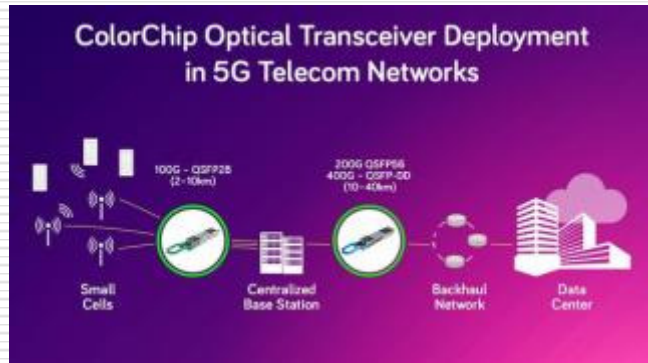 ColorChip Optical Transceiver Deployment
in 5G Telecom Networks
100G - QSFP28
(2-10km)
200G QSFP56
400G - QSFP-DD
(10-40km)
Small
Cells
Centralized
Base Station
Backhaul
Network
Data
Center